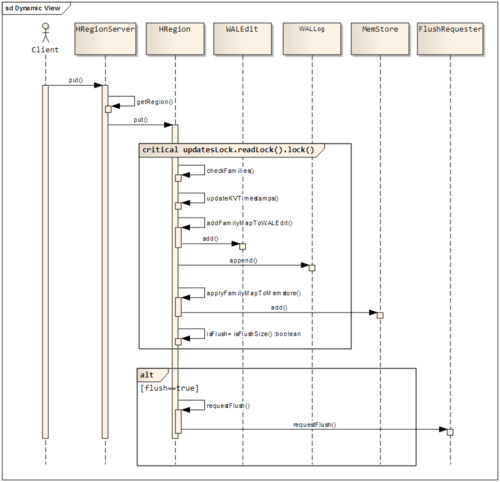 sd Dynamic View
Client
HRegionServer
HRegion
WALEdit
WALLog
MemStore
FlushRequester
put()
getRegion()
put()
critical updatesLock.readLock().lock()
checkFamilies()
updateKVTimestamps()
addFamilyMapToWALEdit()
add()
append()
applyFamilyMapToMemstore()
add()
isFlush= isFlushSize() :boolean
alt
[flush==true]
requestFlush()
requestFlush()